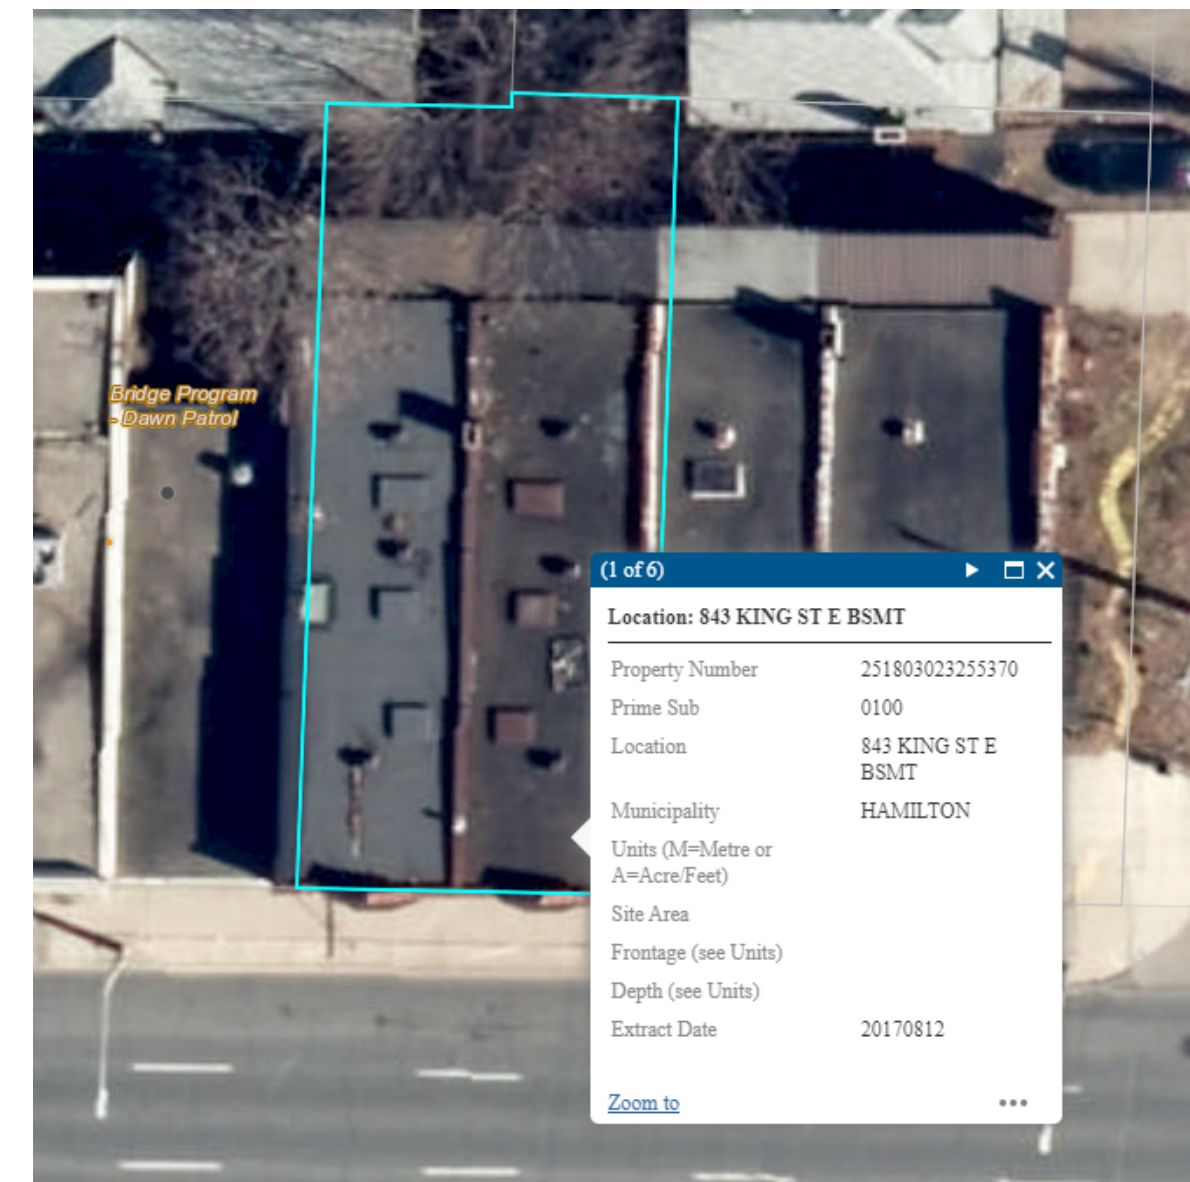 Bridge Program
- Dawn Patrol
(1 of 6)
Location: 843 KING ST E BSMT
Property Number 251803023255370
Prime Sub 0100
Location 843 KING ST E
BSMT
Municipality HAMILTON
Units (M=Metre or
A=Acre/Feet)
Site Area
Frontage (see Units)
Depth (see Units)
Extract Date 20170812
Zoom to